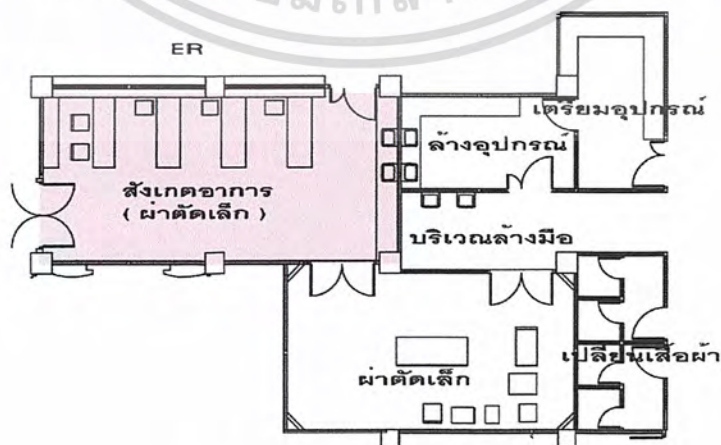 ER
เตรียมอุปกรณ์
ล้างอุปกรณ์
สังเกตอาการ
( ผ่าตัดเล็ก )
บริเวณล้างมือ
เปลี่ยนเสื้อผ้า
ผ่าตัดเล็ก